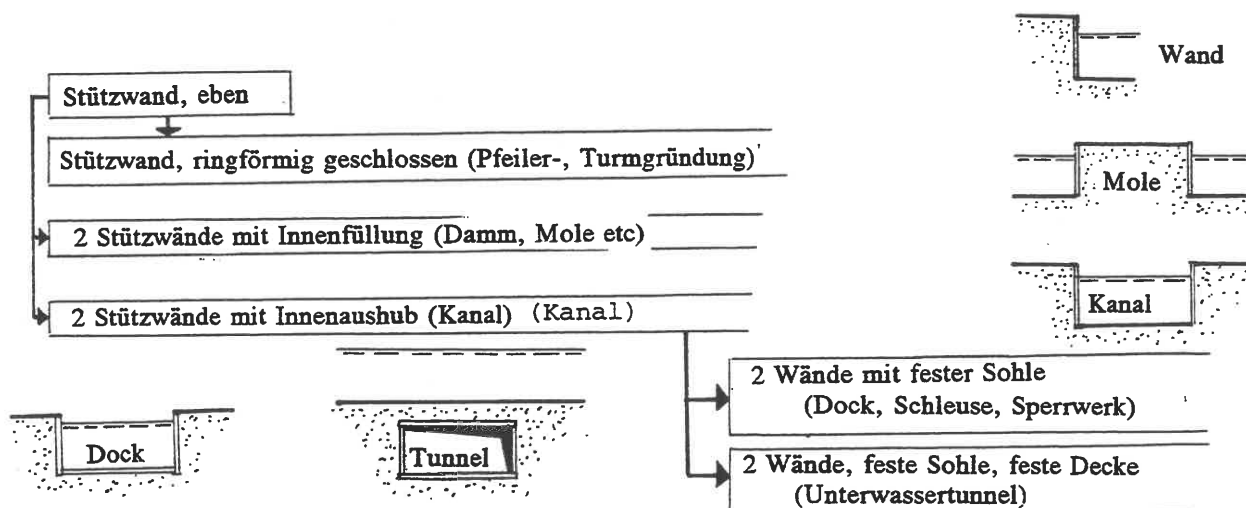 Wand
Stützwand, eben
Stützwand, ringförmig geschlossen (Pfeiler-, Turmgründung)
Mole
2 Stützwände mit Innenfüllung (Damm, Mole etc)
2 Stützwände mit Innenaushub (Kanal) (Kanal)
Kanal
2 Wände mit fester Sohle
(Dock, Schleuse, Sperrwerk)
Dock
Tunnel
2 Wände, feste Sohle, feste Decke
(Unterwassertunnel)